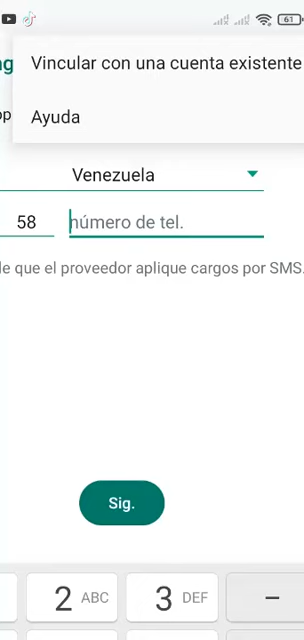 61
Vincular con una cuenta existente
Ayuda
Venezuela
58
número de tel.
de que el proveedor aplique cargos por SMS.
Sig.
2 ABC
3 DEF
–